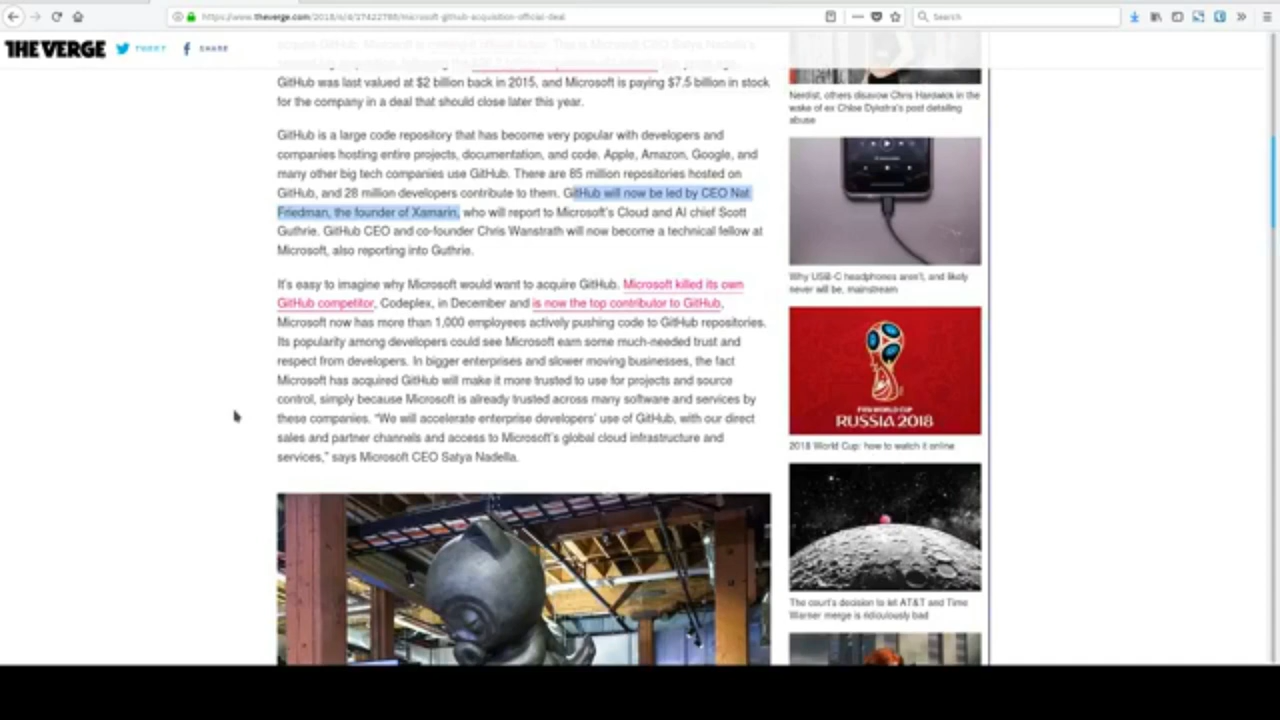 https://www.theverge.com/2018/6/4/17422788/microsoft-github-acquisition-official-deal
Search
THE VERGE
TWEET
SHARE
GitHub was last valued at $2 billion back in 2015, and Microsoft is paying $7.5 billion in stock
for the company in a deal that should close later this year.
GitHub is a large code repository that has become very popular with developers and
companies hosting entire projects, documentation, and code. Apple, Amazon, Google, and
many other big tech companies use GitHub. There are 85 million repositories hosted on
GitHub, and 28 million developers contribute to them. GitHub will now be led by CEO Nat
Friedman, the founder of Xamarin, who will report to Microsoft's Cloud and AI chief Scott
Guthrie. GitHub CEO and co-founder Chris Wanstrath will now become a technical fellow at
Microsoft, also reporting into Guthrie.
It's easy to imagine why Microsoft would want to acquire GitHub. Microsoft killed its own
GitHub competitor, Codeplex, in December and is now the top contributor to GitHub,
Microsoft now has more than 1,000 employees actively pushing code to GitHub repositories.
Its popularity among developers could see Microsoft earn some much-needed trust and
respect from developers. In bigger enterprises and slower moving businesses, the fact
Microsoft has acquired GitHub will make it more trusted to use for projects and source
control, simply because Microsoft is already trusted across many software and services by
these companies. “We will accelerate enterprise developers’ use of GitHub, with our direct
sales and partner channels and access to Microsoft's global cloud infrastructure and
services,” says Microsoft CEO Satya Nadella.
Nerdist, others disavow Chris Hardwick in the
wake of ex Chloe Dykstra's post detailing
abuse
Why USB-C headphones aren't, and likely
never will be, mainstream
FIFA WORLD CUP
RUSSIA 2018
2018 World Cup: how to watch it online
The court's decision to let AT&T and Time
Warner merge is ridiculously bad